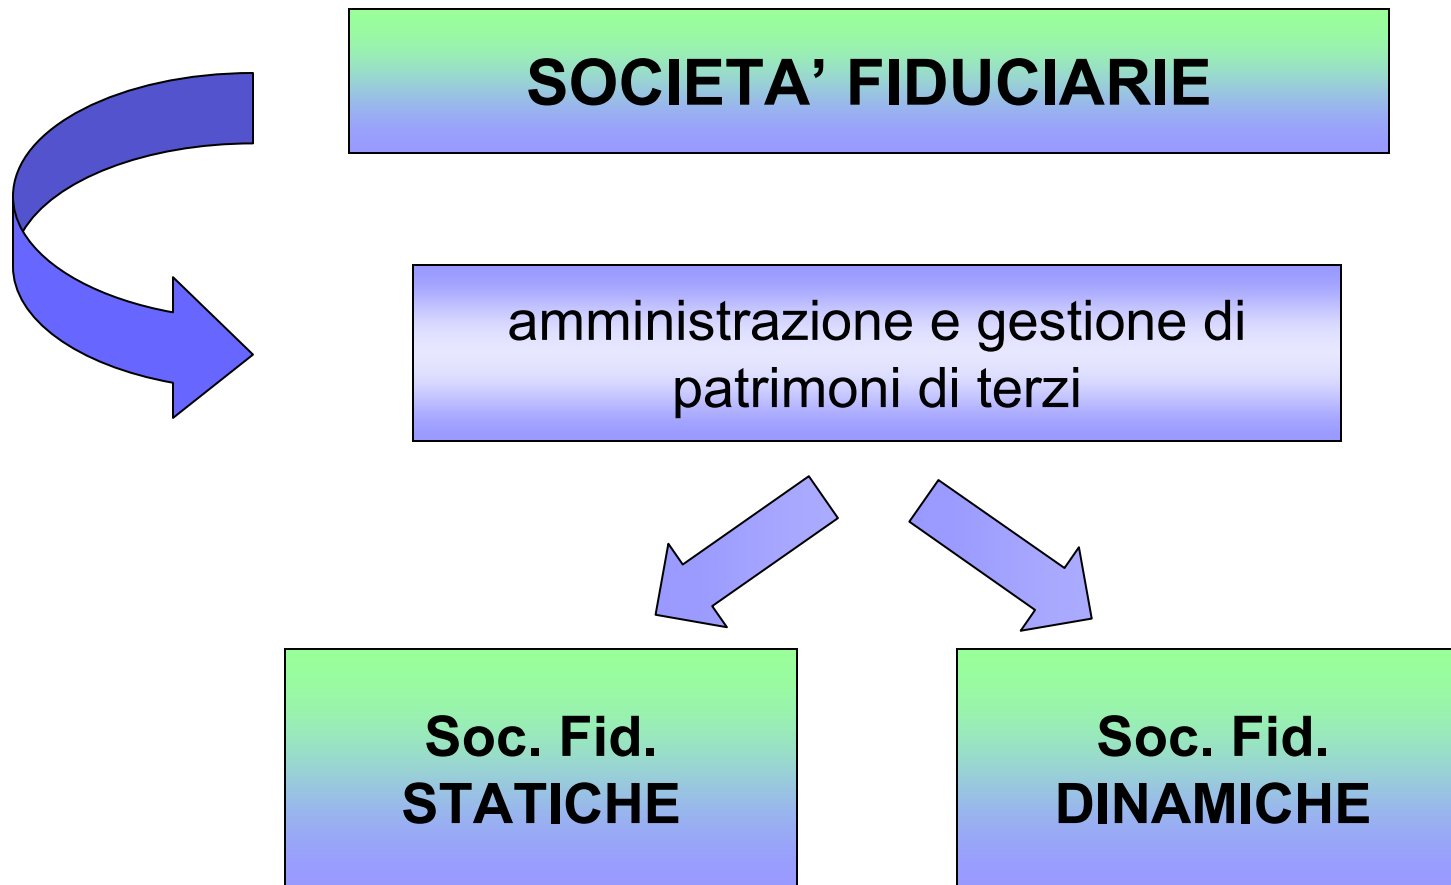 SOCIETA’ FIDUCIARIE
amministrazione e gestione di
patrimoni di terzi
Soc. Fid.
STATICHE
Soc. Fid.
DINAMICHE